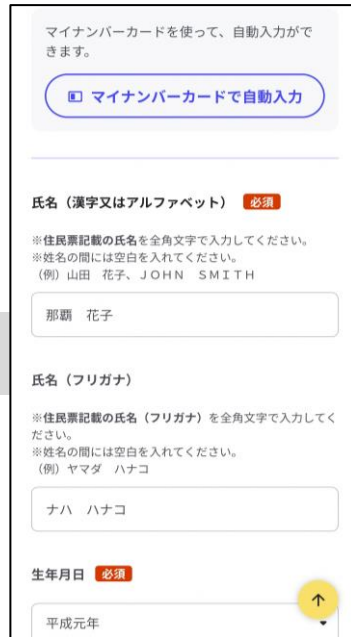 マイナンバーカードを使って、自動入力がで
きます。
マイナンバーカードで自動入力
氏名（漢字又はアルファベット） 必須
※住民票記載の氏名を全角文字で入力してください。
※姓名の間には空白を入れてください。
（例）山田　花子、ＪＯＨＮ　ＳＭＩＴＨ
那覇　花子
氏名（フリガナ）
※住民票記載の氏名（フリガナ）を全角文字で入力してく
ださい。
※姓名の間には空白を入れてください。
（例）ヤマダ　ハナコ
ナハ　ハナコ
生年月日 必須
平成元年